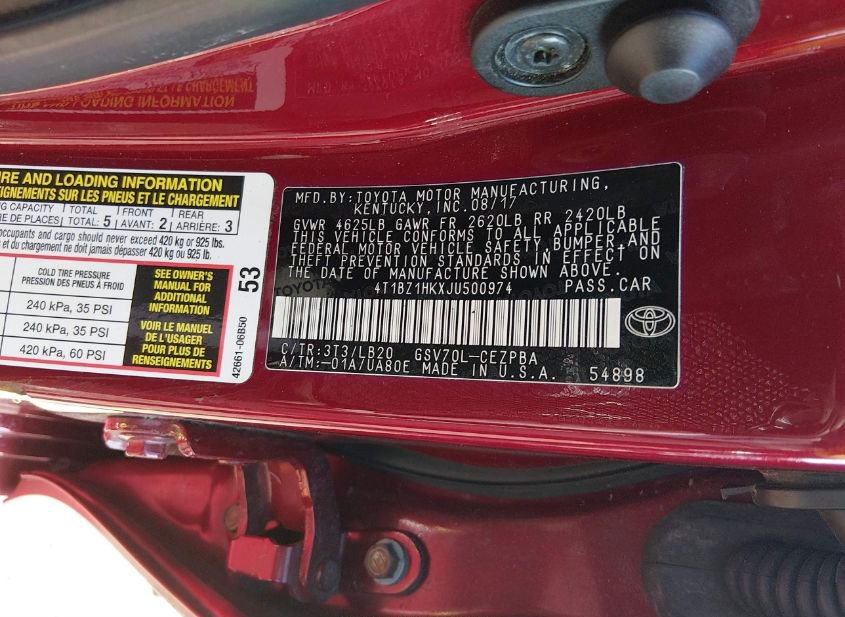 IRE AND LOADING INFORMATION
EIGNEMENTS SUR LES PNEUS ET LE CHARGEMENT
CAPACITY TOTAL FRONT REAR
DE PLACES: TOTAL: 5 AVANT: 2 ARRIÈRE: 3
occupants and cargo should never exceed 420 kg or 925 lbs.
et du chargement ne doit jamais dépasser 420 kg ou 925 lb.
COLD TIRE PRESSURE
PRESSION DES PNEUS À FROID
240 kPa, 35 PSI
240 kPa, 35 PSI
420 kPa, 60 PSI
SEE OWNER'S
MANUAL FOR
ADDITIONAL
INFORMATION
VOIR LE MANUEL
DE L'USAGER
POUR PLUS DE
RENSEIGNEMENTS
53
42661-06B50
MFD.BY:TOYOTA MOTOR MANUFACTURING,
KENTUCKY, INC.08/17
GVWR 4625LB GAWR FR 2620LB RR 2420LB
THIS VEHICLE CONFORMS TO ALL APPLICABLE
FEDERAL MOTOR VEHICLE SAFETY, BUMPER, AND
THEFT PREVENTION STANDARDS IN EFFECT ON
THE DATE OF MANUFACTURE SHOWN ABOVE.
4T1BZ1HKXJU500974 PASS.CAR
C/TR:3T3/LB20 GSV70L-CEZPBA
A/TM:-01A/UA80E MADE IN U.S.A. 54898